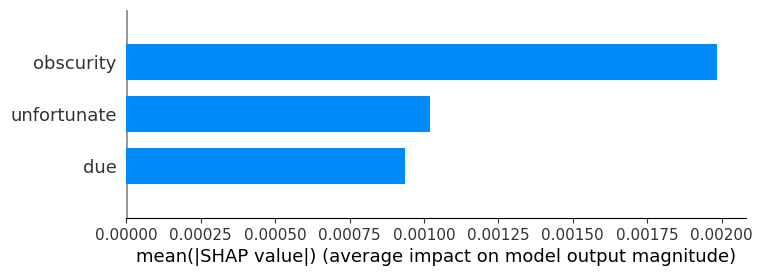 obscurity
unfortunate
due
0.00000 0.00025 0.00050 0.00075 0.00100 0.00125 0.00150 0.00175 0.00200
mean(|SHAP value|) (average impact on model output magnitude)